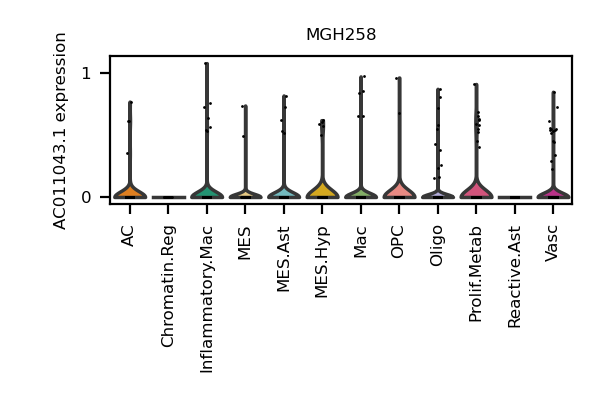 MGH258
AC011043.1 expression
1
0
AC
Chromatin.Reg
Inflammatory.Mac
MES
MES.Ast
MES.Hyp
Mac
OPC
Oligo
Prolif.Metab
Reactive.Ast
Vasc